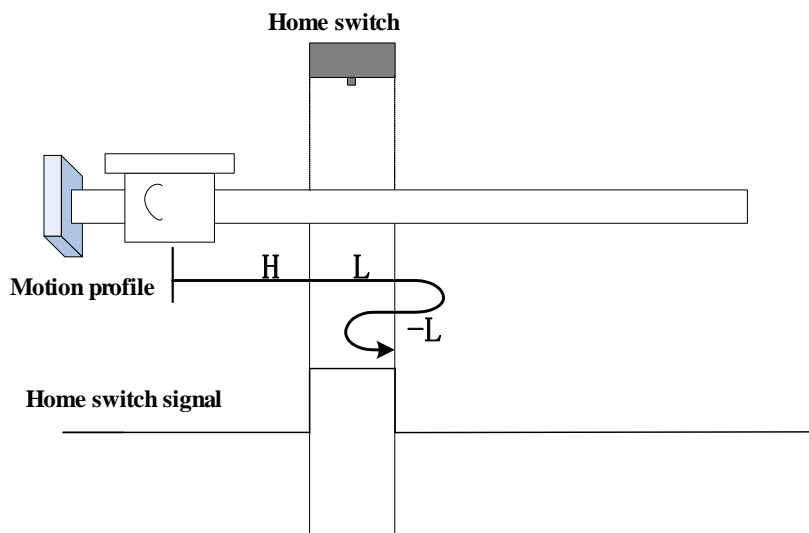 Home switch
H
L
Motion profile
-L
Home switch signal